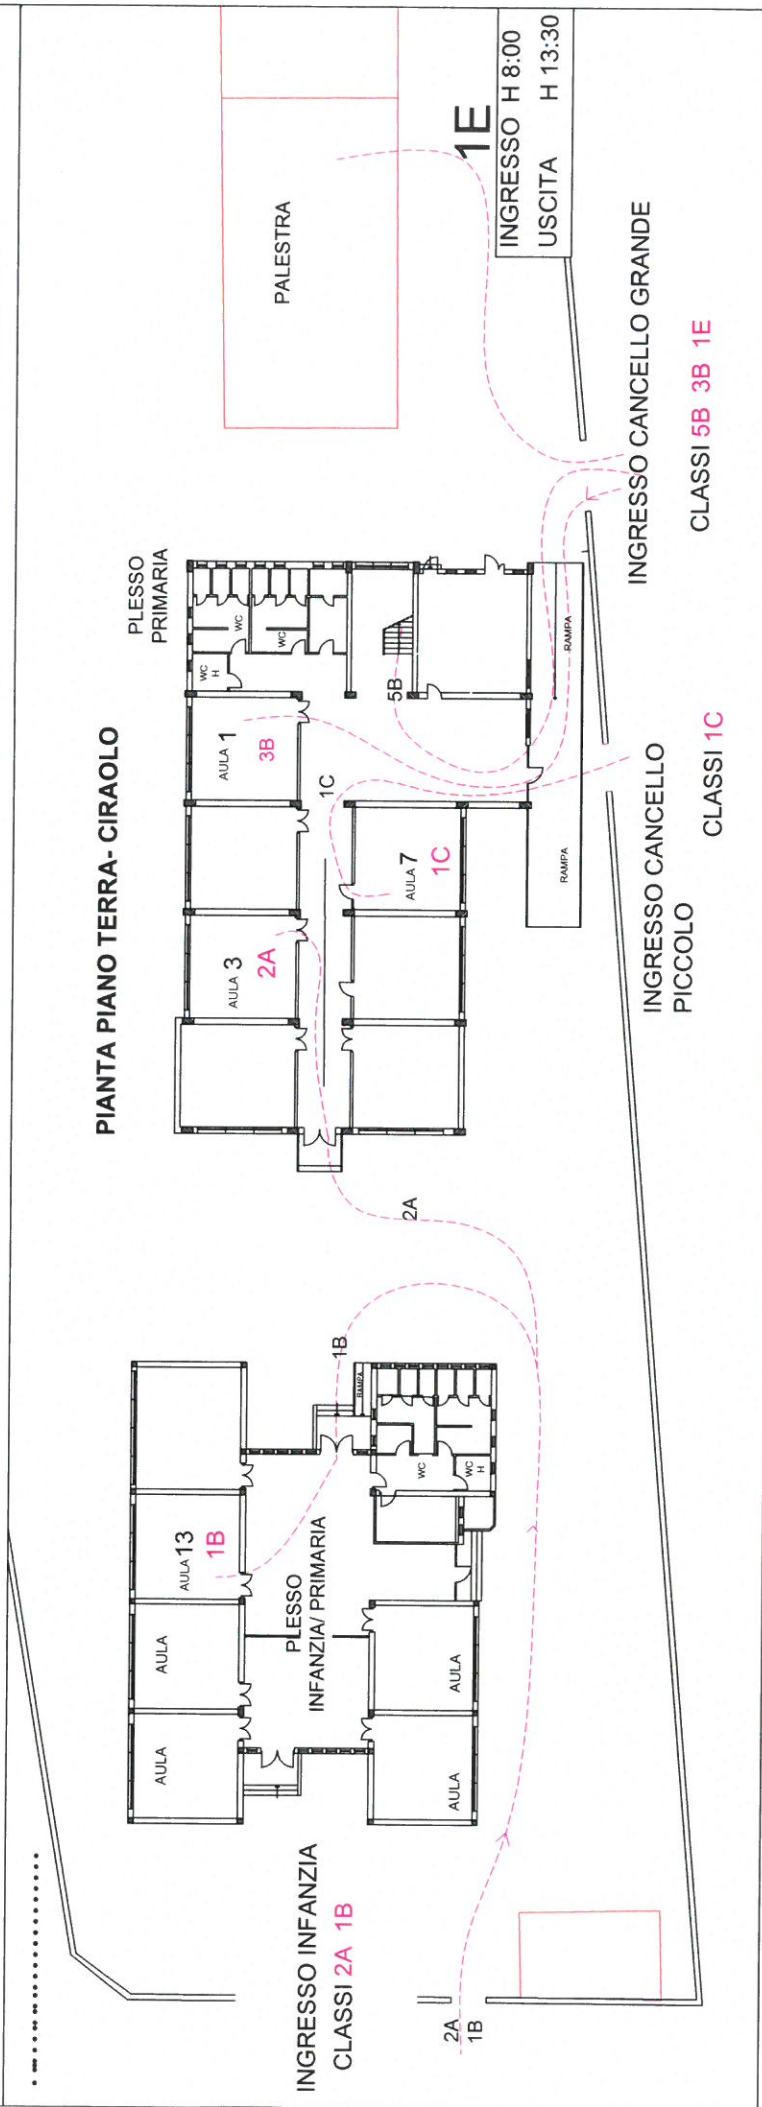 PIANTA PIANO TERRA- CIRAOLO
PLESSO
PRIMARIA
PALESTRA
1E
INGRESSO H 8:00
USCITA H 13:30
AULA 3
2A
AULA 1
3B
WC
H
WC
WC
1C
5B
AULA 7
1C
RAMPA
RAMPA
2A
INGRESSO CANCELLO
PICCOLO
CLASSI 1C
INGRESSO CANCELLO GRANDE
CLASSI 5B 3B 1E
AULA
AULA
AULA 13
1B
PLESSO
INFANZIA/ PRIMARIA
1B
RAMPA
WC
WC
H
AULA
AULA
INGRESSO INFANZIA
CLASSI 2A 1B
2A
1B